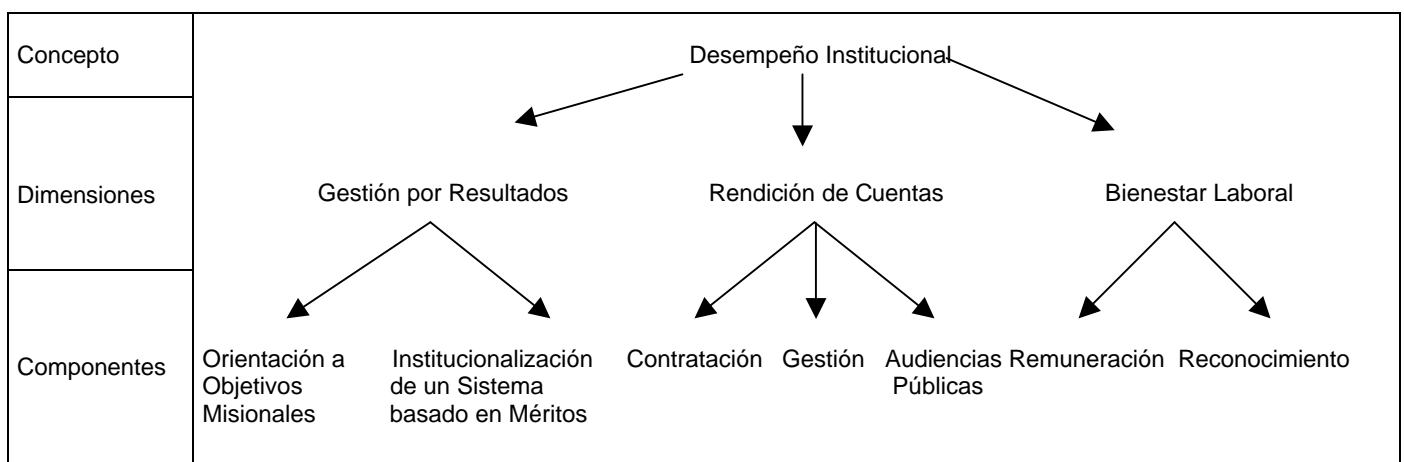 Concepto
Desempeño Institucional
Dimensiones
Gestión por Resultados
Rendición de Cuentas
Bienestar Laboral
Componentes
Orientación a
Objetivos
Misionales
Institucionalización
de un Sistema
basado en Méritos
Contratación
Gestión
Audiencias
Públicas
Remuneración
Reconocimiento